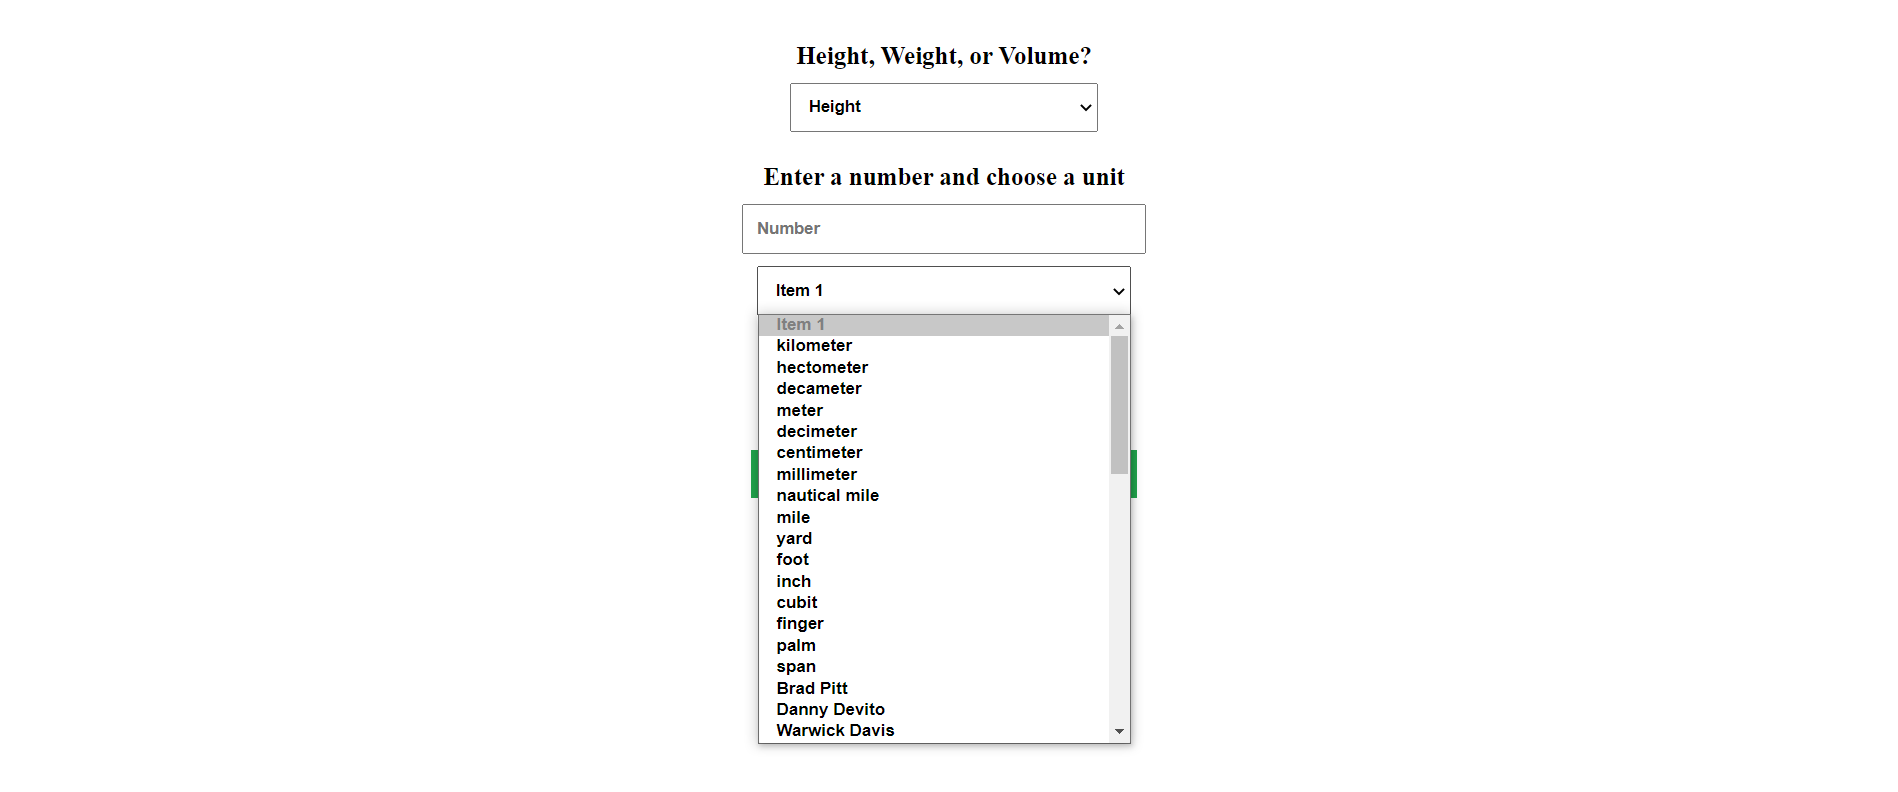 Height, Weight, or Volume?
Height
Enter a number and choose a unit
Number
Item 1
Item 1
kilometer
hectometer
decameter
meter
decimeter
centimeter
millimeter
nautical mile
mile
yard
foot
inch
cubit
finger
palm
span
Brad Pitt
Danny Devito
Warwick Davis